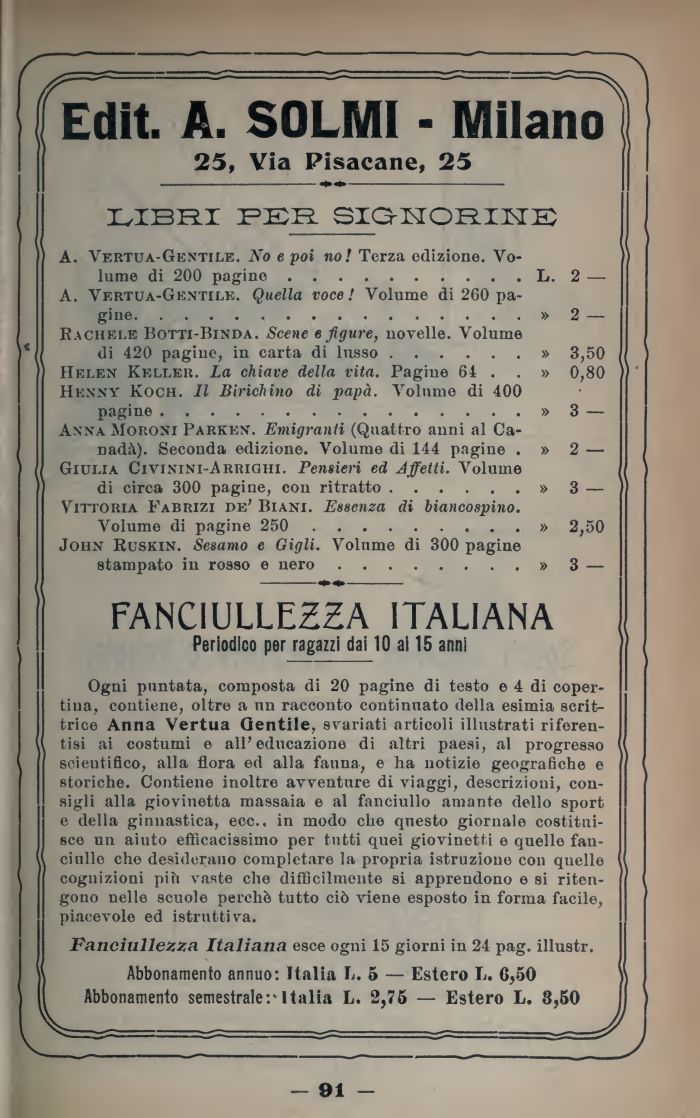 Edit. A. SOLMI - Milano
25, Via Pisacane, 25
LIBRI PER SIGNORINE
A. VERTUA-GENTILE. No e poi no! Terza edizione. Vo-
lume di 200 pagine . . . . . . . . . . L. 2 —
A. VERTUA-GENTILE. Quella voce! Volume di 260 pa-
gine. . . . . . . . . . . . . . . . . » 2 —
RACHELE BOTTI-BINDA. Scene e figure, novelle. Volume
di 420 pagine, in carta di lusso . . . . . . » 3,50
HELEN KELLER. La chiave della vita. Pagine 64 . . » 0,80
HENNY KOCH. Il Birichino di papà. Volume di 400
pagine . . . . . . . . . . . . . . . . » 3 —
ANNA MORONI PARKEN. Emigranti (Quattro anni al Ca-
nadà). Seconda edizione. Volume di 144 pagine . » 2 —
GIULIA CIVININI-ARRIGHI. Pensieri ed Affetti. Volume
di circa 300 pagine, con ritratto . . . . . . » 3 —
VITTORIA FABRIZI DE' BIANI. Essenza di biancospino.
Volume di pagine 250 . . . . . . . . . » 2,50
JOHN RUSKIN. Sesamo e Gigli. Volume di 300 pagine
stampato in rosso e nero . . . . . . . . » 3 —
FANCIULLEZZA ITALIANA
Periodico per ragazzi dai 10 ai 15 anni
Ogni puntata, composta di 20 pagine di testo e 4 di coper-
tina, contiene, oltre a un racconto continuato della esimia scrit-
trice Anna Vertua Gentile, svariati articoli illustrati riferen-
tisi ai costumi e all'educazione di altri paesi, al progresso
scientifico, alla flora ed alla fauna, e ha notizie geografiche e
storiche. Contiene inoltre avventure di viaggi, descrizioni, con-
sigli alla giovinetta massaia e al fanciullo amante dello sport
e della ginnastica, ecc., in modo che questo giornale costitui-
sce un aiuto efficacissimo per tutti quei giovinetti e quelle fan-
ciulle che desiderano completare la propria istruzione con quelle
cognizioni più vaste che difficilmente si apprendono e si riten-
gono nelle scuole perchè tutto ciò viene esposto in forma facile,
piacevole ed istruttiva.
Fanciullezza Italiana esce ogni 15 giorni in 24 pag. illustr.
Abbonamento annuo: Italia L. 5 — Estero L. 6,50
Abbonamento semestrale: Italia L. 2,75 — Estero L. 3,50
— 91 —